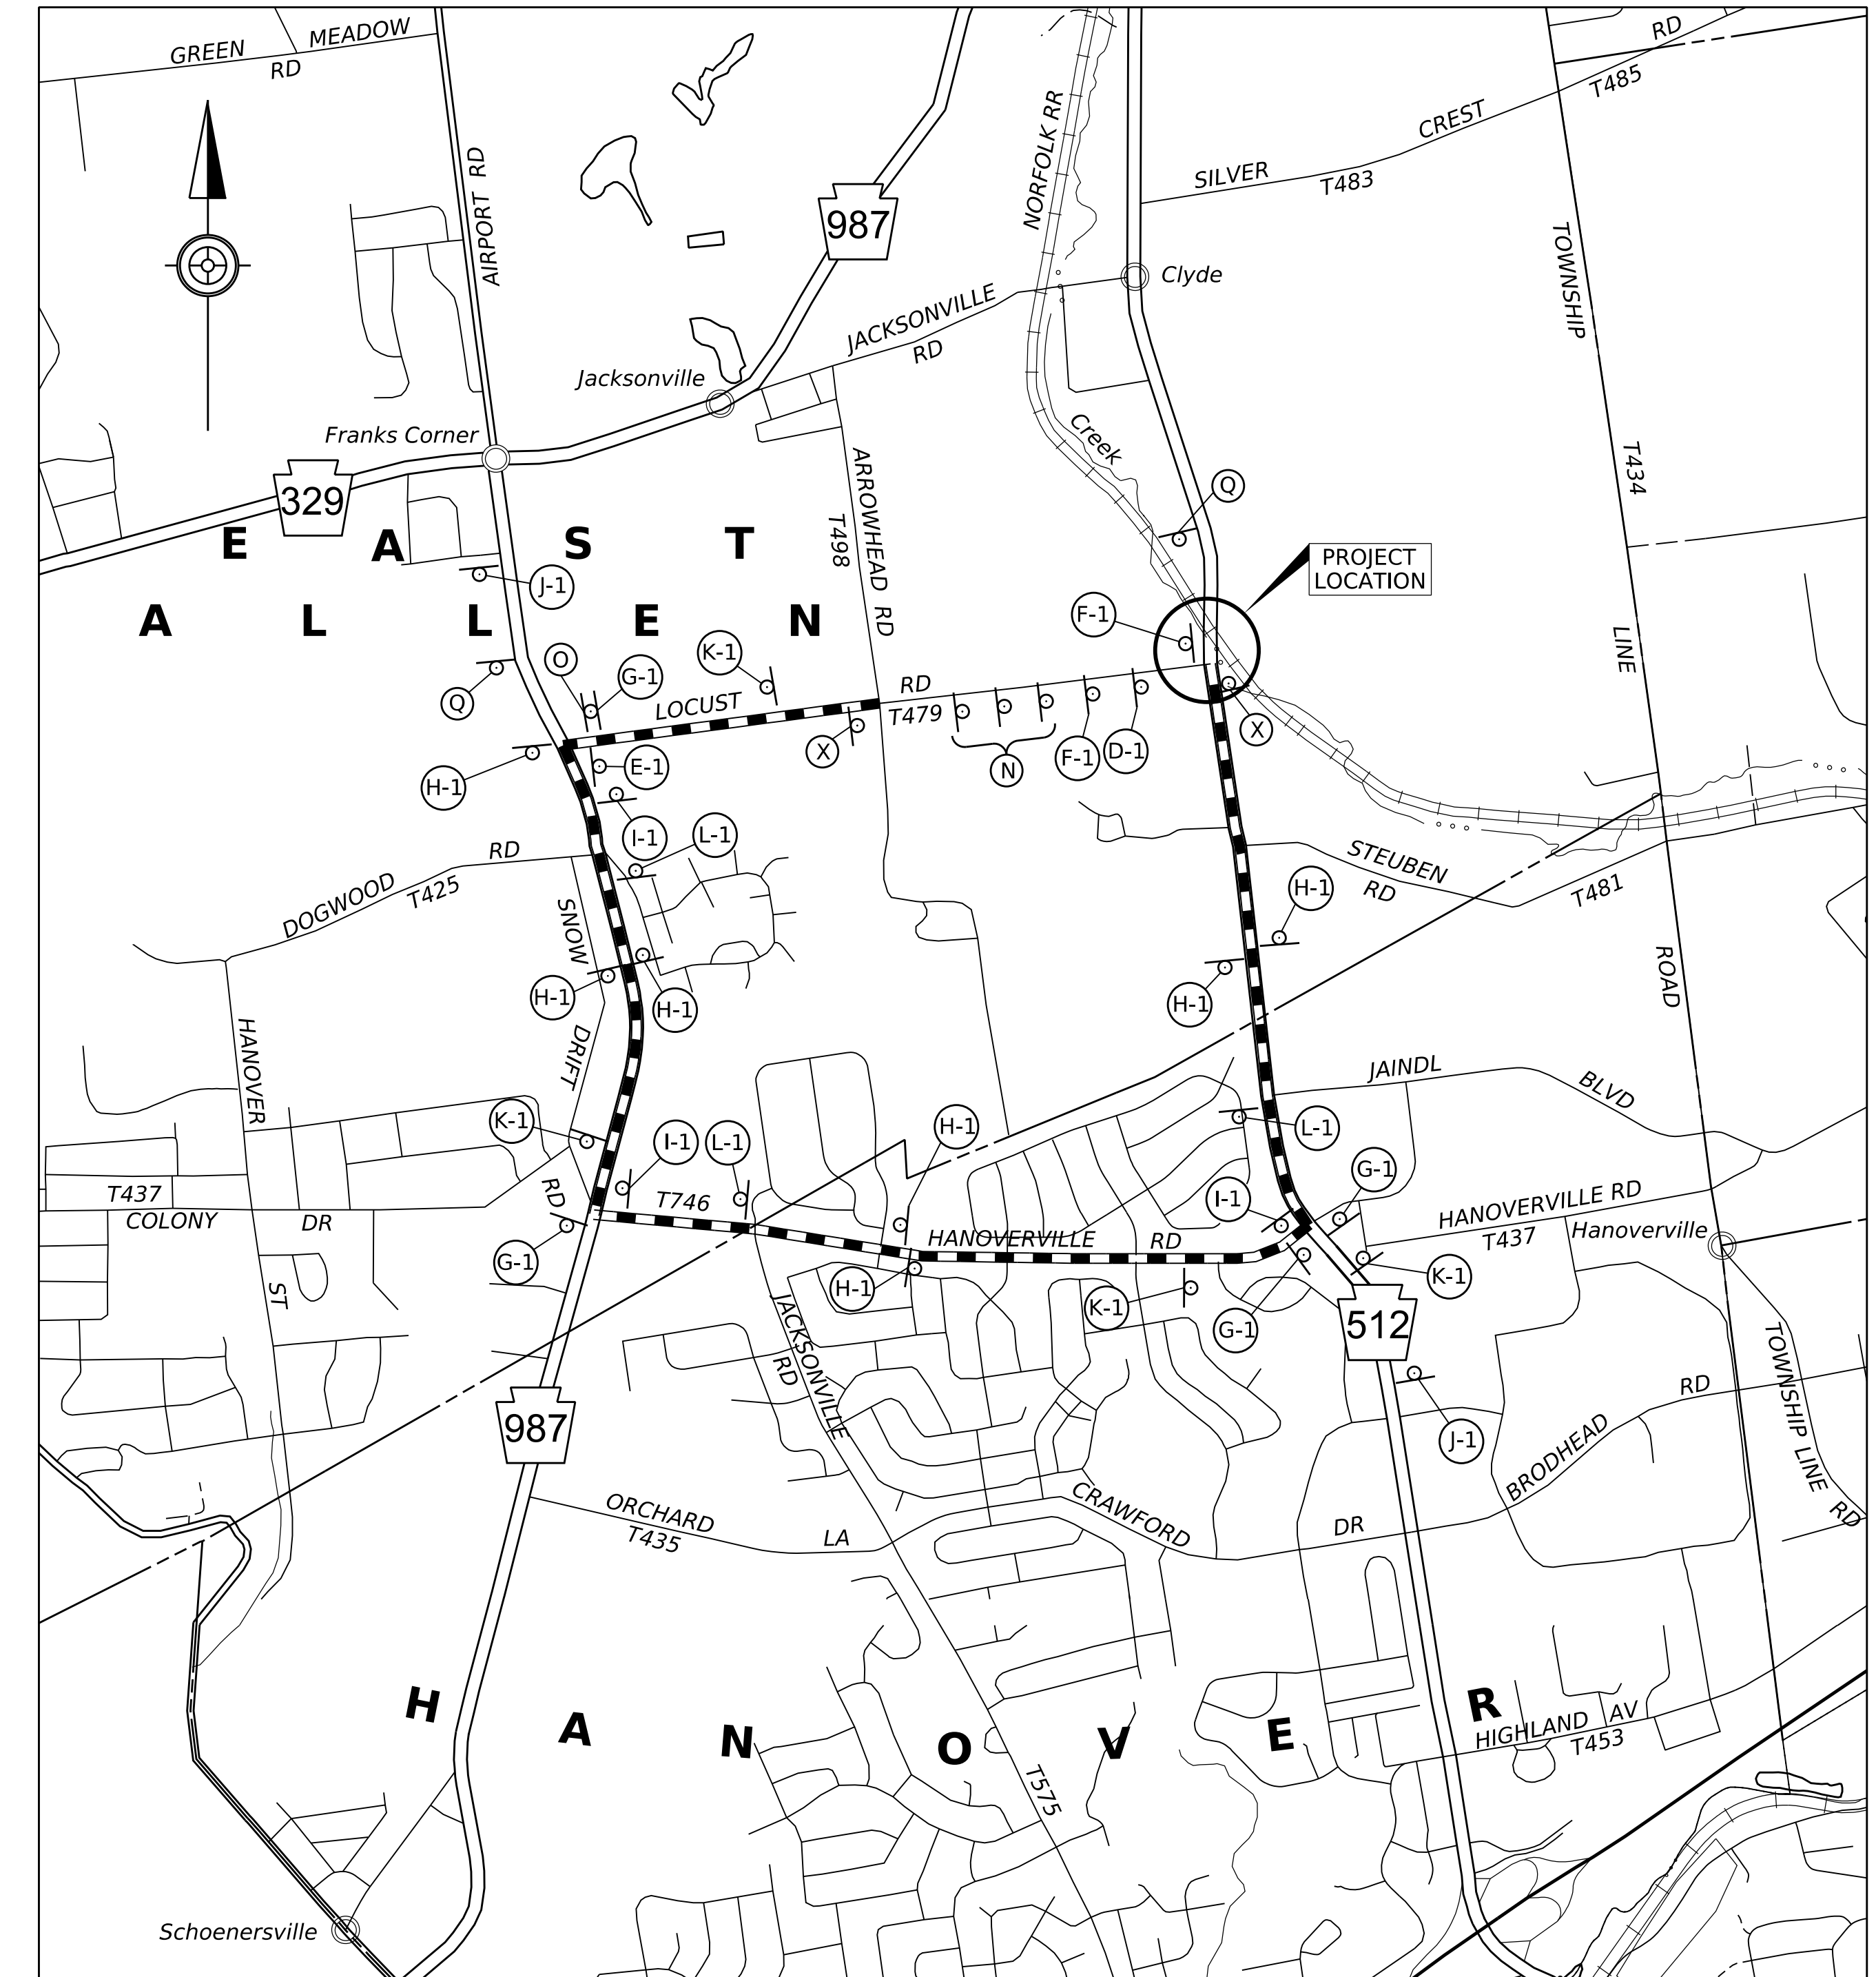 GREEN MEADOW
RD
RD
T485
CREST
SILVER
T483
NORFOLK RR
AIRPORT RD
987
TOWNSHIP
Clyde
JACKSONVILLE
RD
Jacksonville
Franks Corner
Creek
329
ARROWHEAD RD
T498
T434
Q
E A S T
PROJECT
LOCATION
J-1
A L L E N
F-1
LINE
O
K-1
G-1
Q
LOCUST
RD
T479
X
N
F-1
D-1
X
H-1
E-1
I-1
L-1
STEUBEN
RD
T481
DOGWOOD RD
T425
SNOW
H-1
H-1
H-1
H-1
ROAD
HANOVER
DRIFT
JAINDL BLVD
K-1
I-1
L-1
H-1
L-1
G-1
I-1
T437
COLONY DR
RD
T746
HANOVERVILLE RD
HANOVERVILLE RD
T437
Hanoverville
G-1
H-1
K-1
G-1
K-1
ST
JACKSONVILLE
RD
512
TOWNSHIP LINE RD
987
J-1
BRODHEAD RD
ORCHARD LA
T435
CRAWFORD DR
H A N O V E R
HIGHLAND AV
T453
T575
Schoenersville